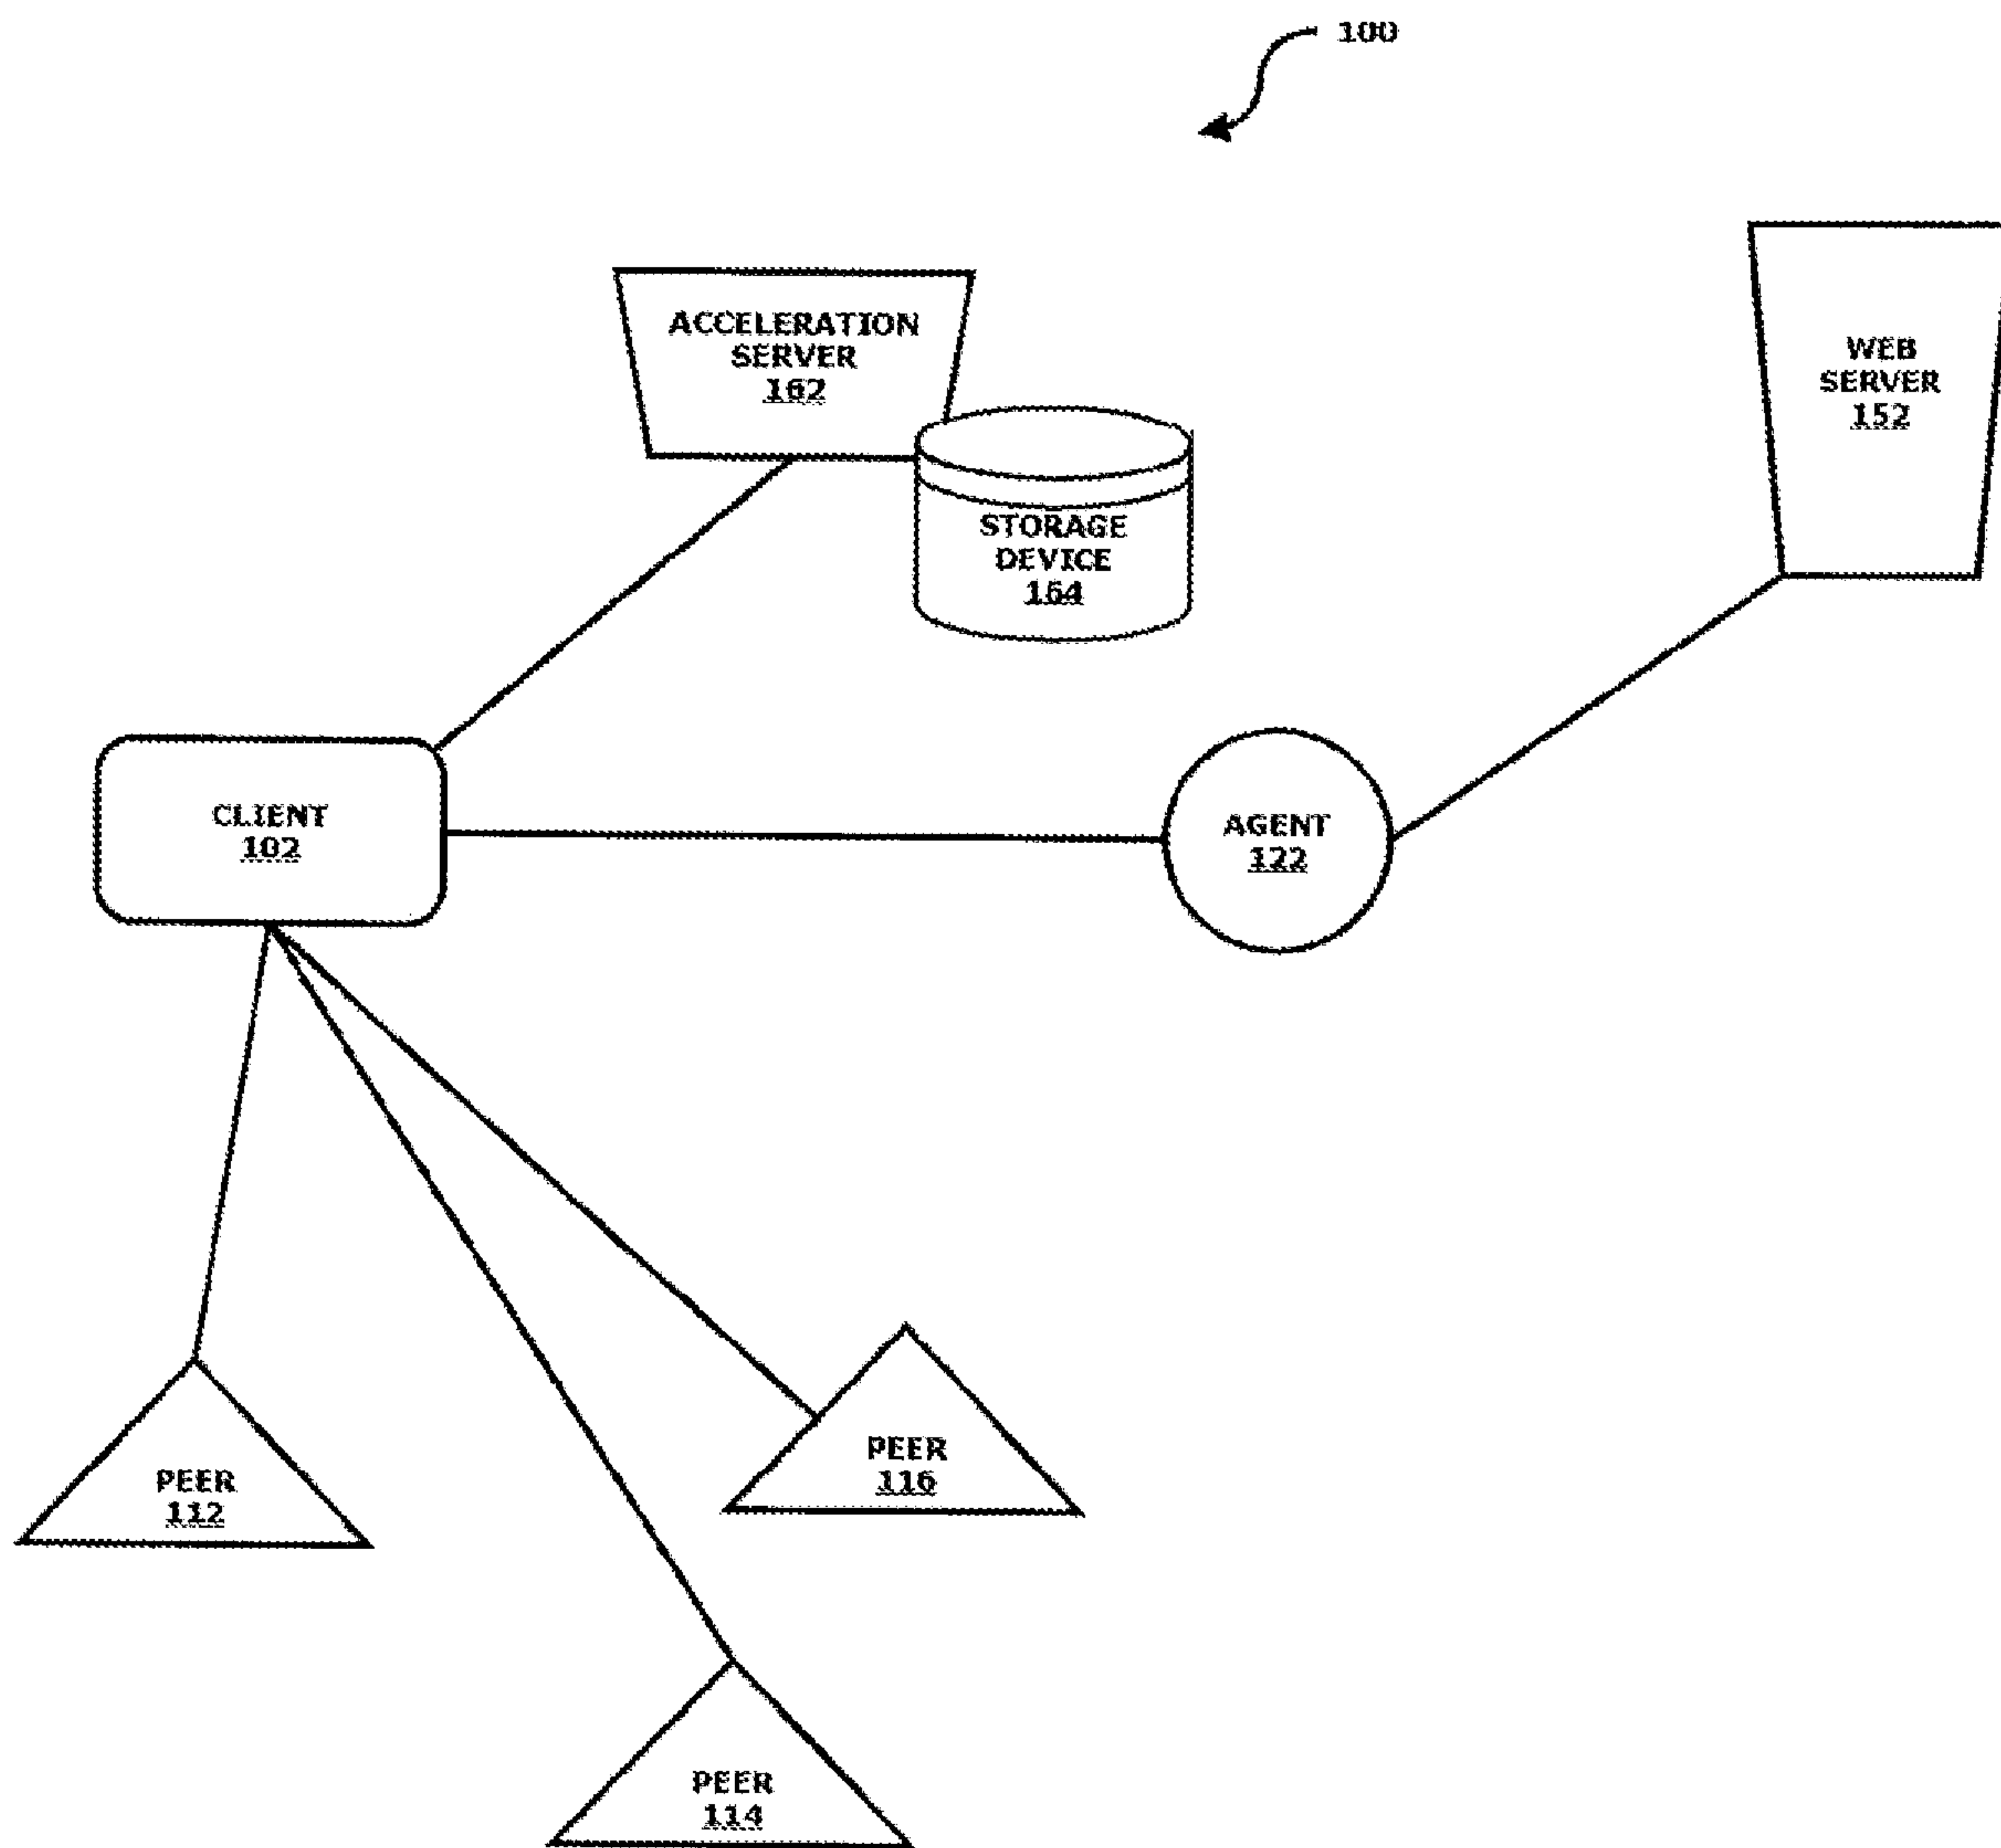 100
ACCELERATION
SERVER
162
WEB
SERVER
152
STORAGE
DEVICE
164
CLIENT
102
AGENT
122
PEER
116
PEER
112
PEER
114